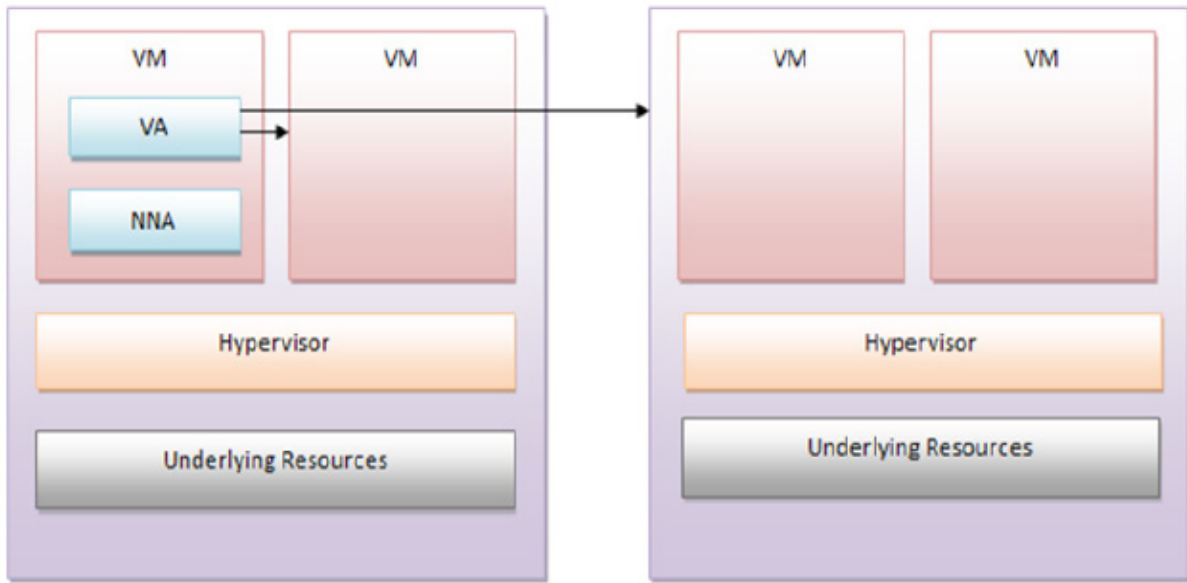 VM
VM
VA
NNA
Hypervisor
Underlying Resources
VM
VM
Hypervisor
Underlying Resources